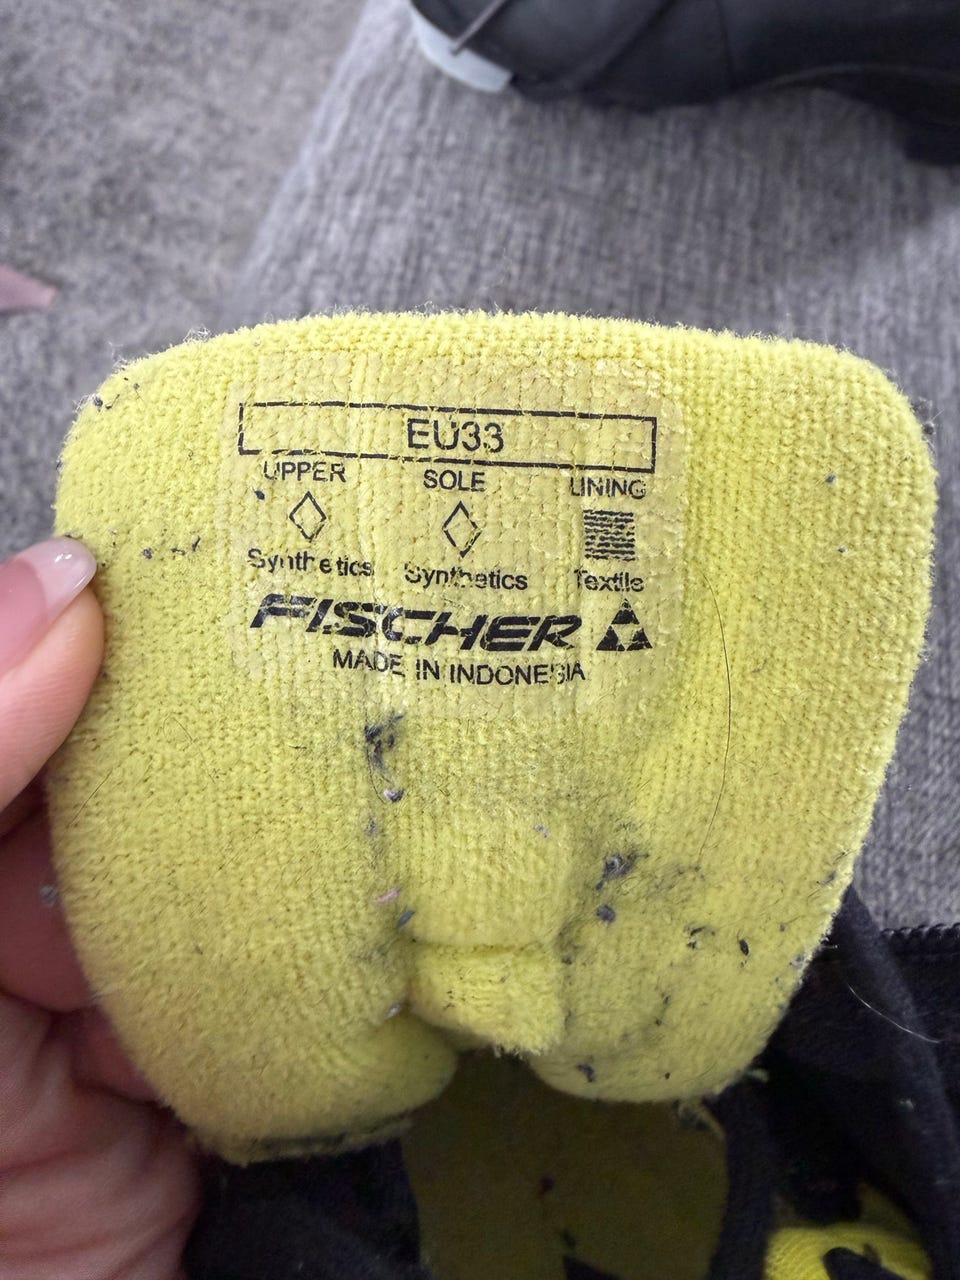 EU33
UPPER SOLE LINING
Synthetics Synthetics Textile
FISCHER
MADE IN INDONESIA